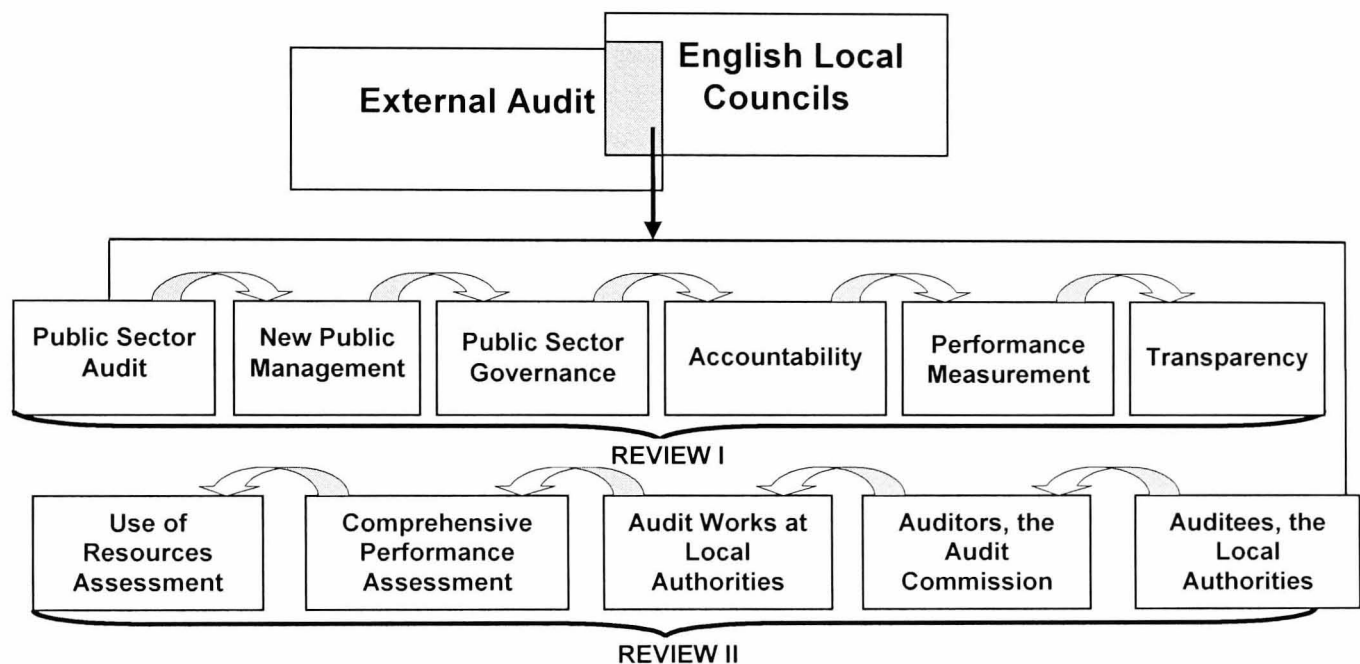 External Audit
English Local
Councils
Public Sector
Audit
New Public
Management
Public Sector
Governance
Accountability
Performance
Measurement
Transparency
REVIEW I
Use of
Resources
Assessment
Comprehensive
Performance
Assessment
Audit Works at
Local
Authorities
Auditors, the
Audit
Commission
Auditees, the
Local
Authorities
REVIEW II